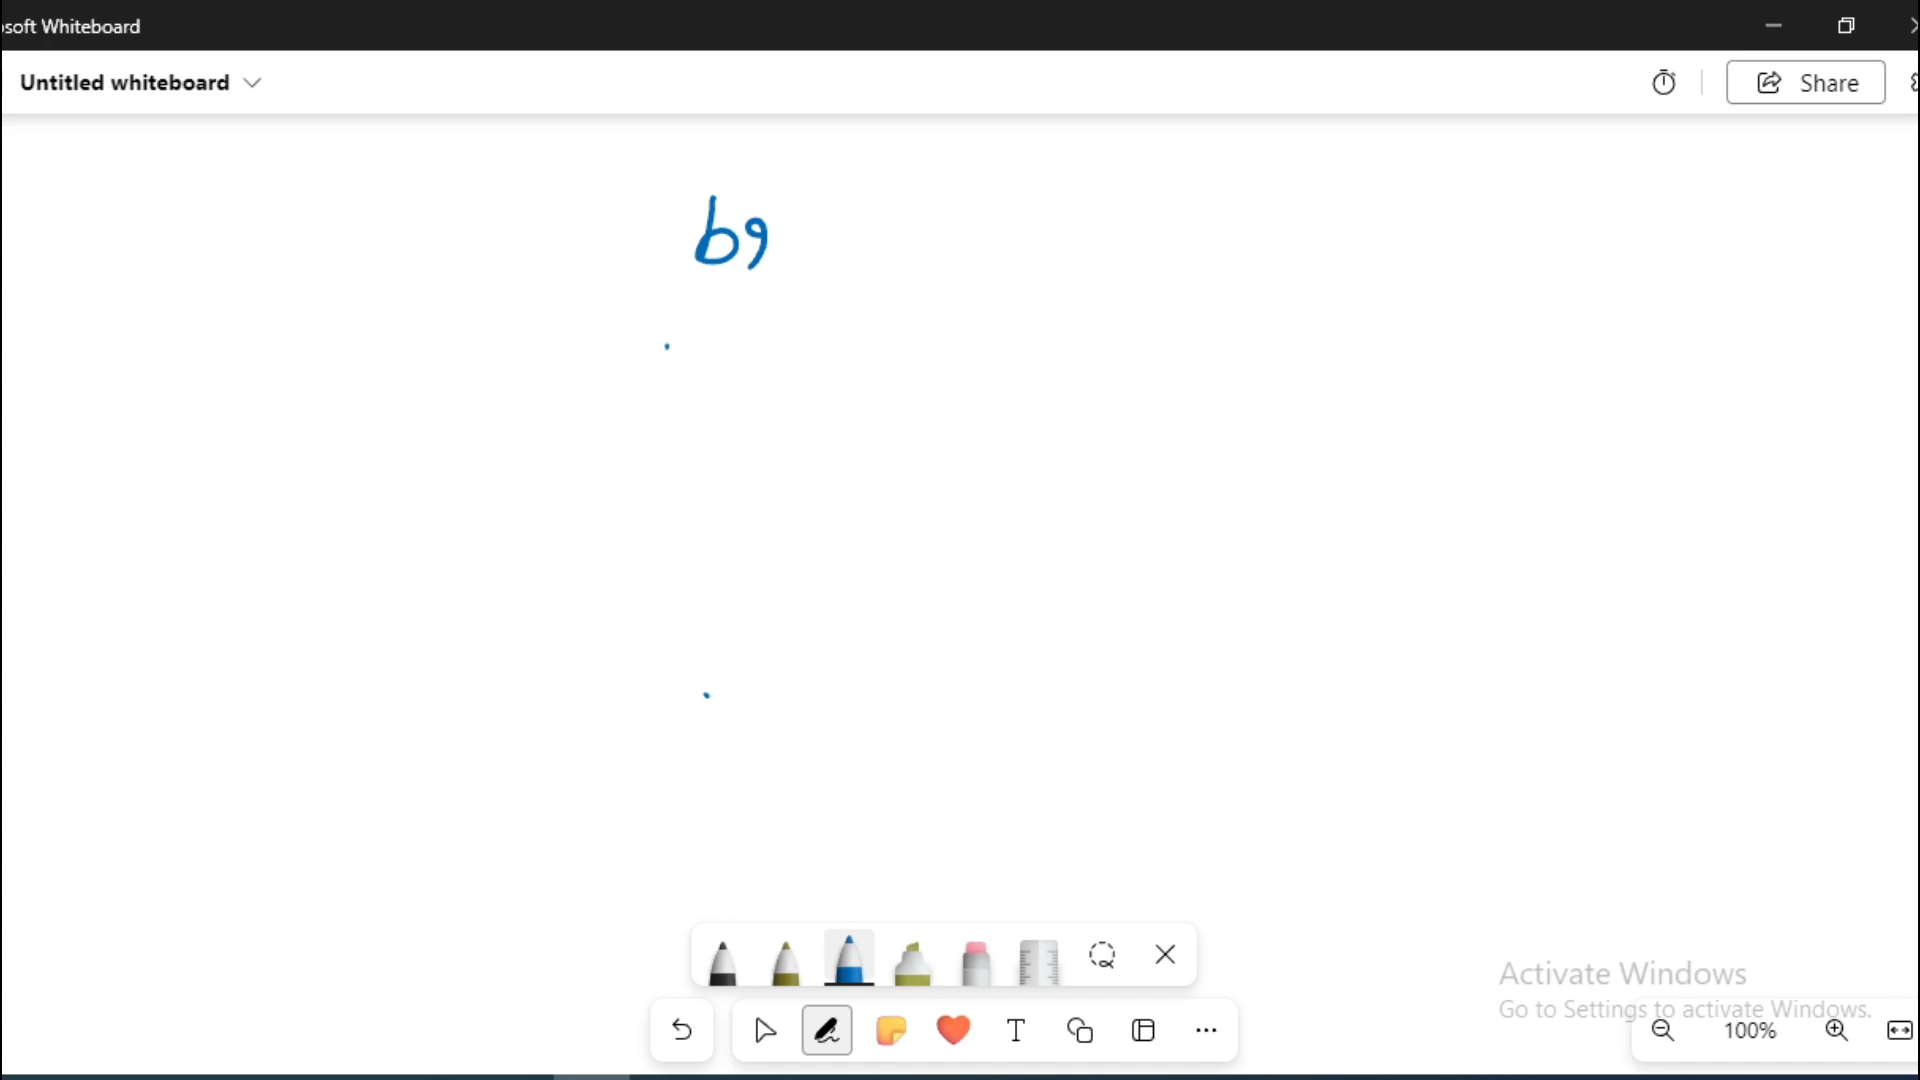 soft Whiteboard
Untitled whiteboard
Share
b9
Activate Windows
Go to Settings to activate Windows.
100%